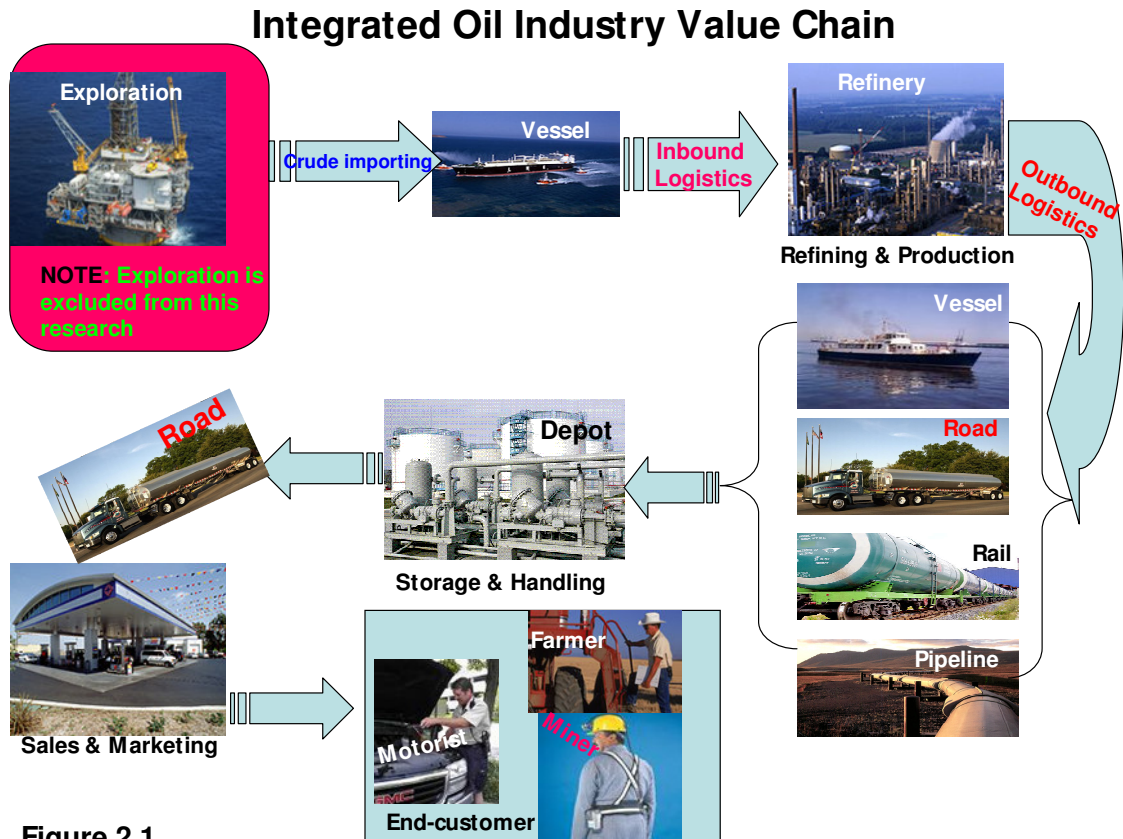 Integrated Oil Industry Value Chain
Exploration
NOTE: Exploration is
excluded from this
research
Crude importing
Vessel
Inbound
Logistics
Refinery
Refining & Production
Outbound
Logistics
Vessel
Road
Rail
Pipeline
Depot
Storage & Handling
Road
Sales & Marketing
Farmer
Motorist
Miner
GMC
End-customer
Figure 2.1